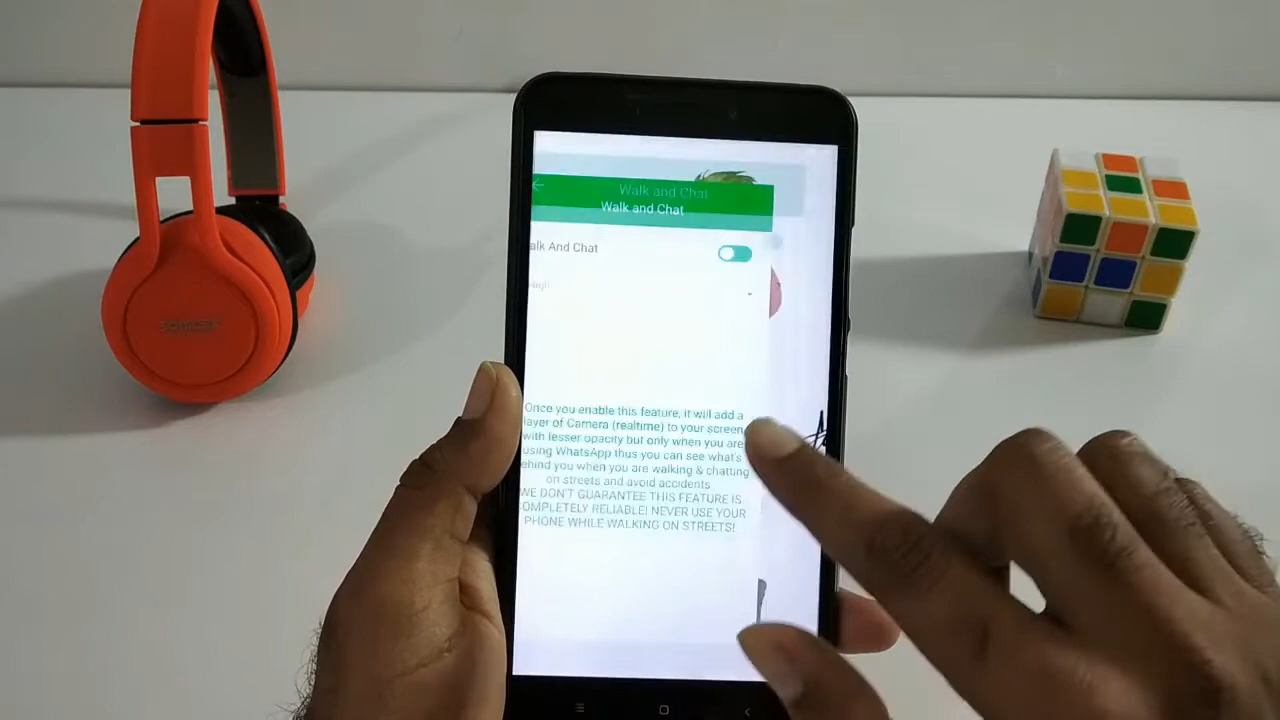 Walk and Chat
Walk and Chat
alk And Chat
Once you enable this feature, it will add a
layer of Camera (realtime) to your screen
with lesser opacity but only when you are
using WhatsApp thus you can see what's
ehind you when you are walking & chatting
on streets and avoid accidents
WE DON'T GUARANTEE THIS FEATURE IS
OMPLETELY RELIABLE! NEVER USE YOUR
PHONE WHILE WALKING ON STREETS!